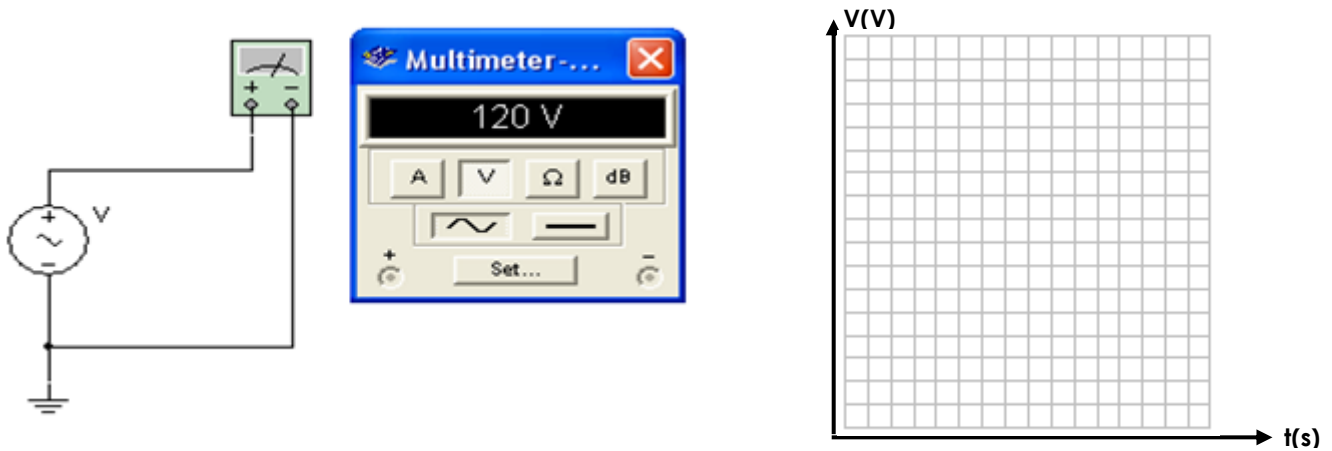 + −
V
+
−
Multimeter-...
120 V
A V Ω dB
+ Set... −
V(V)
t(s)